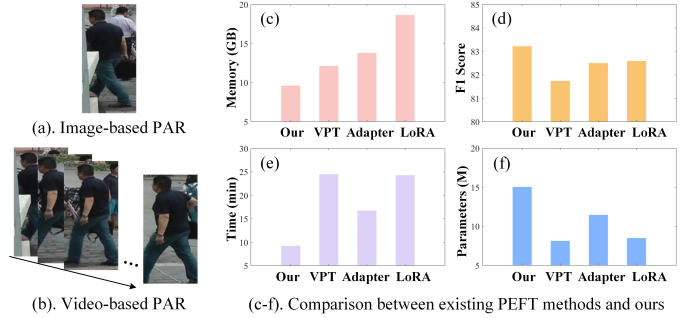 (a). Image-based PAR
(b). Video-based PAR
(c)
Memory (GB)
20
15
10
5
Our VPT Adapter LoRA
(d)
F1 Score
85
84
83
82
81
80
Our VPT Adapter LoRA
(e)
Time (min)
30
25
20
15
10
5
Our VPT Adapter LoRA
(f)
Parameters (M)
20
15
10
5
Our VPT Adapter LoRA
(c-f). Comparison between existing PEFT methods and ours